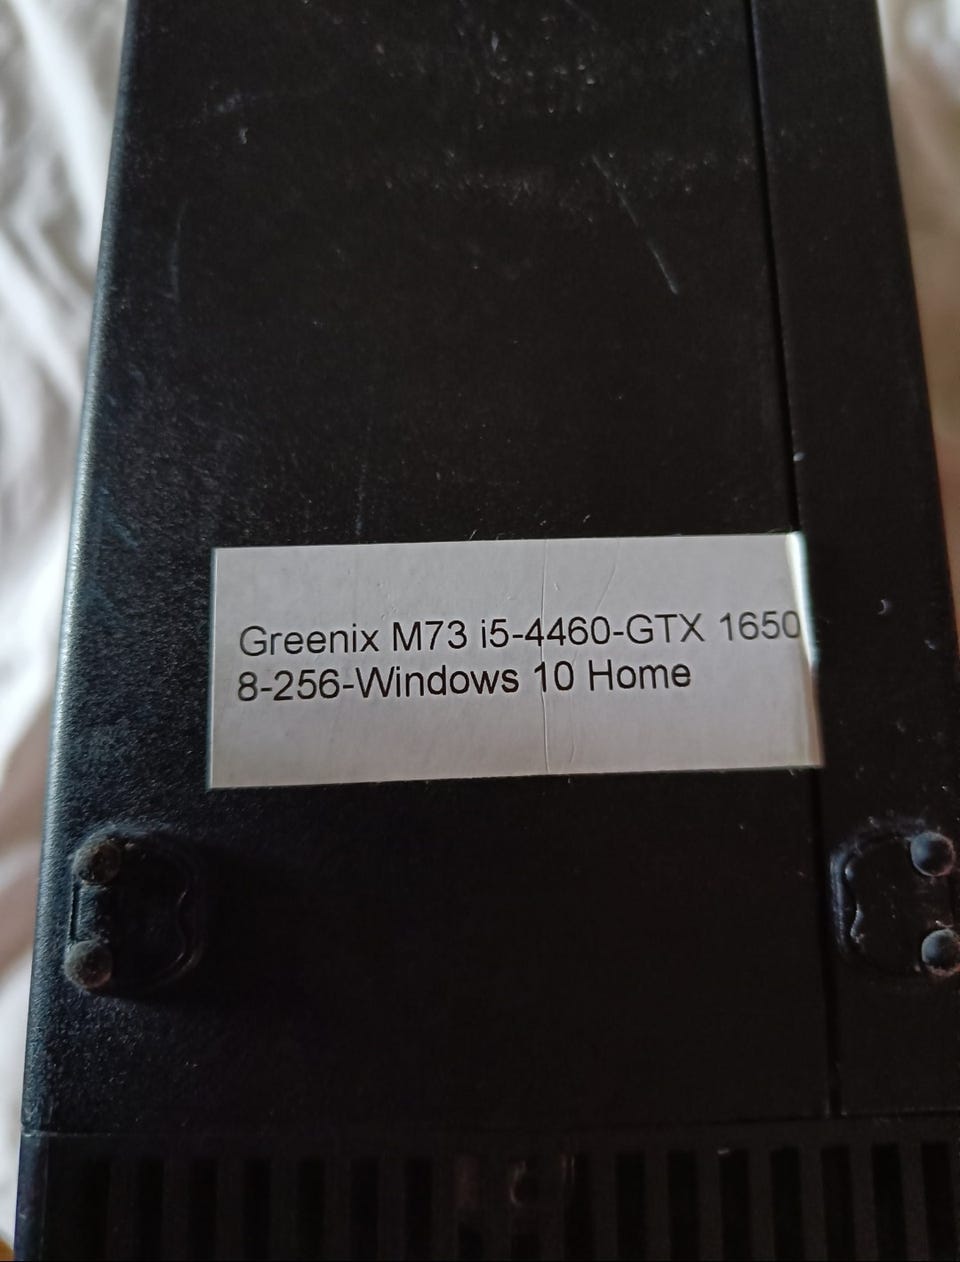 Greenix M73 i5-4460-GTX 1650
8-256-Windows 10 Home